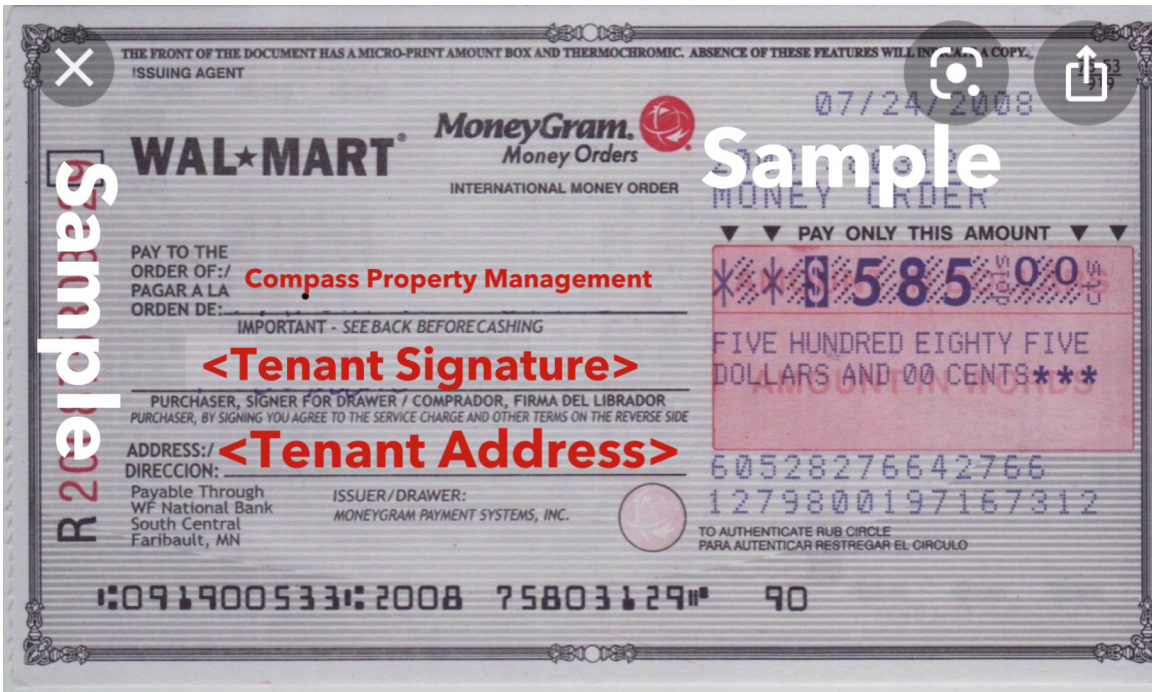 THE FRONT OF THE DOCUMENT HAS A MICRO-PRINT AMOUNT BOX AND THERMOCHROMIC. ABSENCE OF THESE FEATURES WILL INDICATE A COPY.
ISSUING AGENT
07/24/2008
WAL★MART®
MoneyGram.
Money Orders
INTERNATIONAL MONEY ORDER
Sample
MONEY ORDER
Sample
PAY ONLY THIS AMOUNT
PAY TO THE
ORDER OF:/
PAGAR A LA
ORDEN DE:
Compass Property Management
**$585 dols 00 cts
IMPORTANT - SEE BACK BEFORE CASHING
FIVE HUNDRED EIGHTY FIVE
DOLLARS AND 00 CENTS***
AMOUNT IN WORDS
<Tenant Signature>
PURCHASER, SIGNER FOR DRAWER / COMPRADOR, FIRMA DEL LIBRADOR
PURCHASER, BY SIGNING YOU AGREE TO THE SERVICE CHARGE AND OTHER TERMS ON THE REVERSE SIDE
ADDRESS:/
DIRECCION:
<Tenant Address>
60528276642766
1279800197167312
Payable Through
WF National Bank
South Central
Faribault, MN
ISSUER/DRAWER:
MONEYGRAM PAYMENT SYSTEMS, INC.
TO AUTHENTICATE RUB CIRCLE
PARA AUTENTICAR RESTREGAR EL CIRCULO
⑆091900533⑆2008 75803129⑈ 90